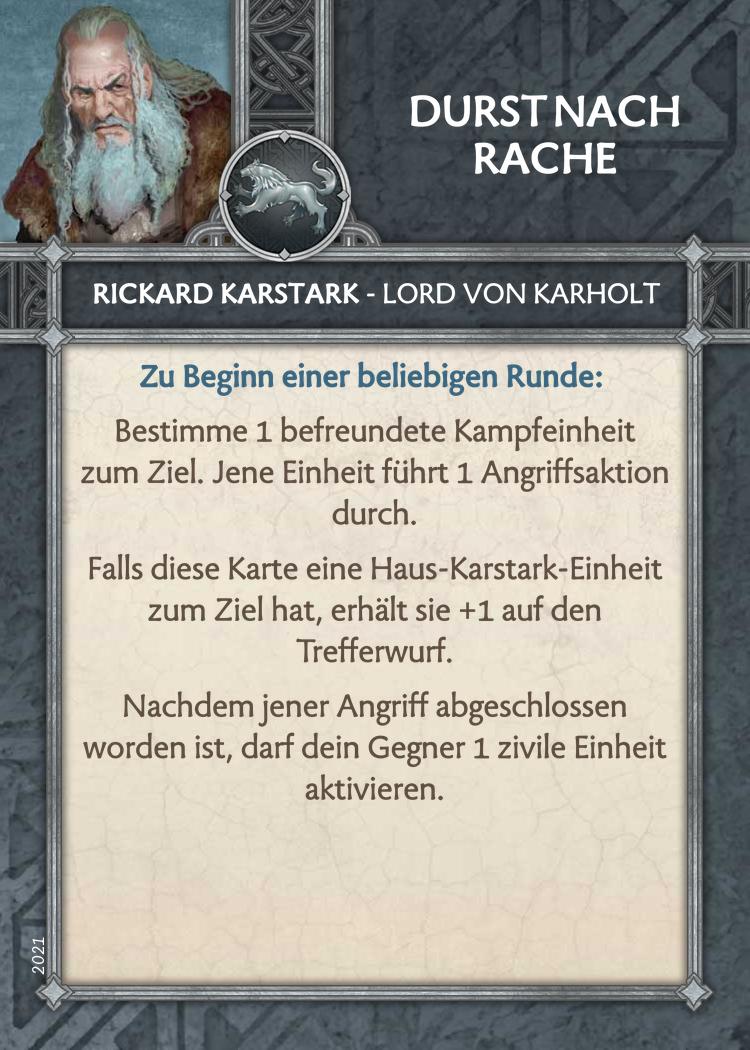 DURST NACH
RACHE
RICKARD KARSTARK - LORD VON KARHOLT
Zu Beginn einer beliebigen Runde:
Bestimme 1 befreundete Kampfeinheit
zum Ziel. Jene Einheit führt 1 Angriffsaktion
durch.
Falls diese Karte eine Haus-Karstark-Einheit
zum Ziel hat, erhält sie +1 auf den
Trefferwurf.
Nachdem jener Angriff abgeschlossen
worden ist, darf dein Gegner 1 zivile Einheit
aktivieren.
2021